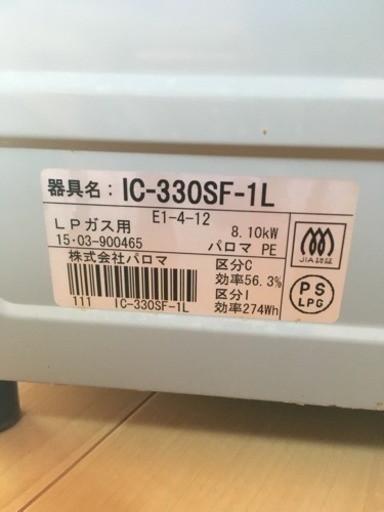 器具名：IC-330SF-1L
E1-4-12
LPガス用 8.10kW
15·03-900465 パロマ PE
株式会社パロマ 区分C
効率56.3%
区分I
111 IC-330SF-1L 効率274Wh
JIA認証
PS
LPG